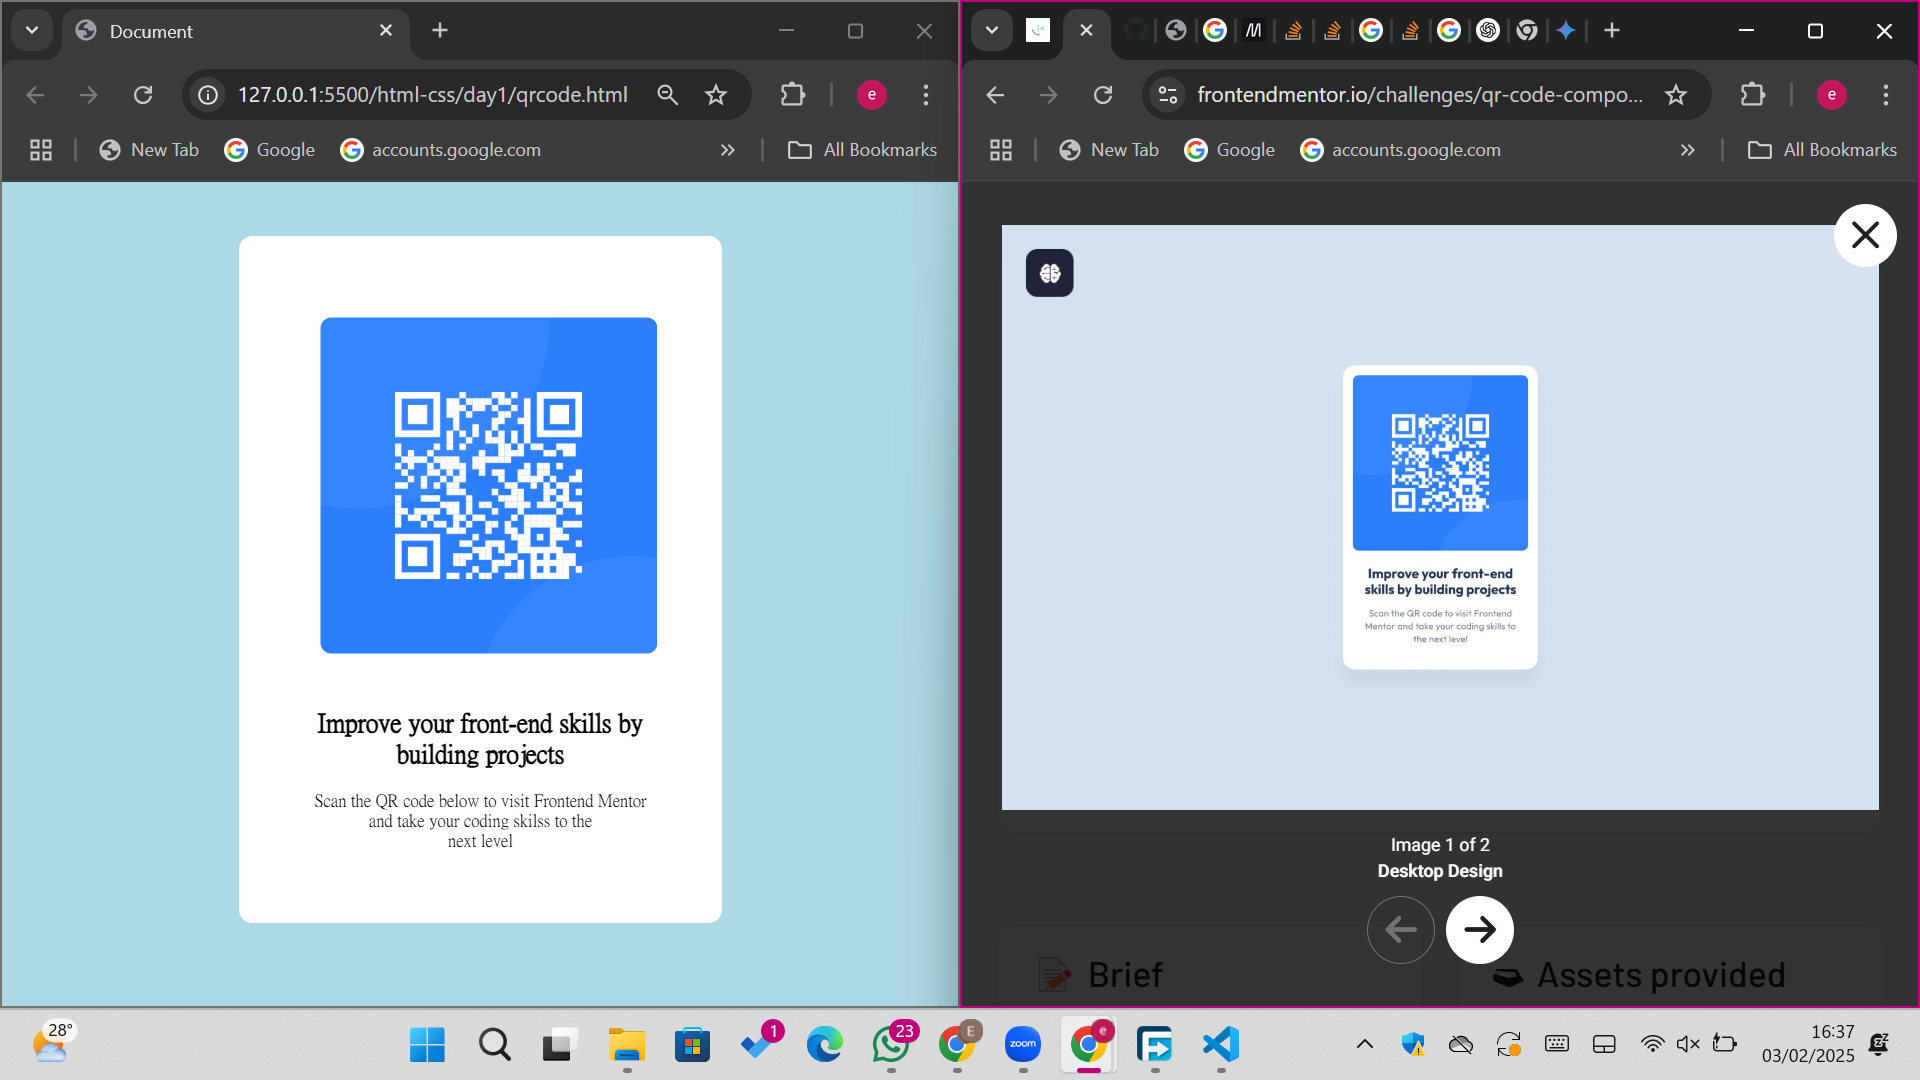 Document
127.0.0.1:5500/html-css/day1/qrcode.html
e
New Tab
Google
accounts.google.com
All Bookmarks
Improve your front-end skills by
building projects
Scan the QR code below to visit Frontend Mentor
and take your coding skilss to the
next level
frontendmentor.io/challenges/qr-code-compo...
e
New Tab
Google
accounts.google.com
All Bookmarks
Improve your front-end
skills by building projects
Scan the QR code to visit Frontend
Mentor and take your coding skills to
the next level
Image 1 of 2
Desktop Design
Brief
Assets provided
28°
1
23
E
zoom
e
16:37
03/02/2025